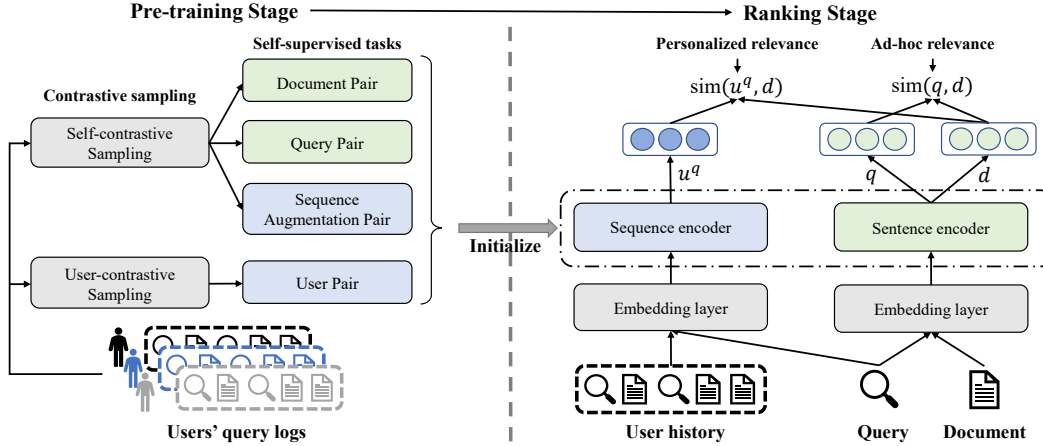 Pre-training Stage
Ranking Stage
Self-supervised tasks
Contrastive sampling
Document Pair
Self-contrastive
Sampling
Query Pair
Sequence
Augmentation Pair
User-contrastive
Sampling
User Pair
Users' query logs
Initialize
Personalized relevance
Ad-hoc relevance
sim(u^q, d)
sim(q, d)
u^q
q
d
Sequence encoder
Sentence encoder
Embedding layer
Embedding layer
User history
Query
Document